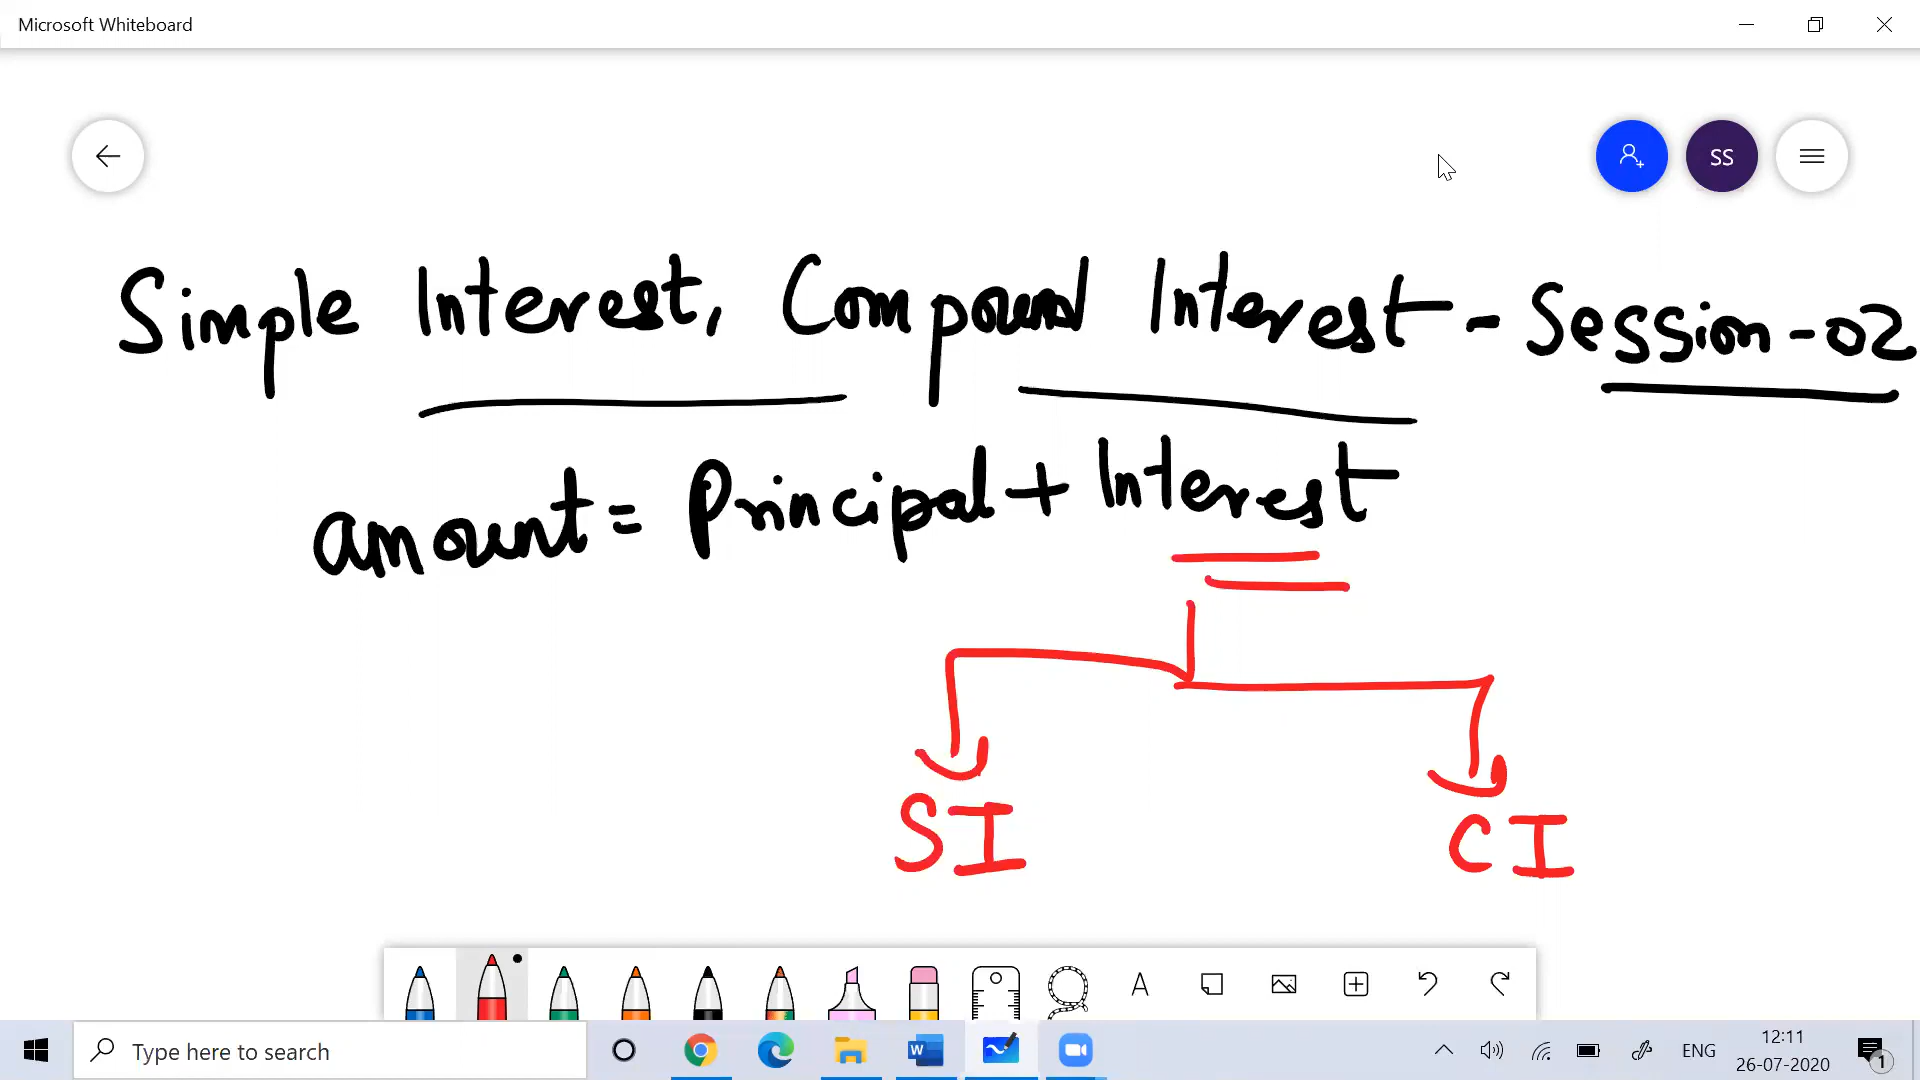 Microsoft Whiteboard
SS
Simple Interest, Compound Interest - Session - 02
amount = Principal + Interest
SI CI
A
Type here to search
W
ENG
12:11
26-07-2020
1